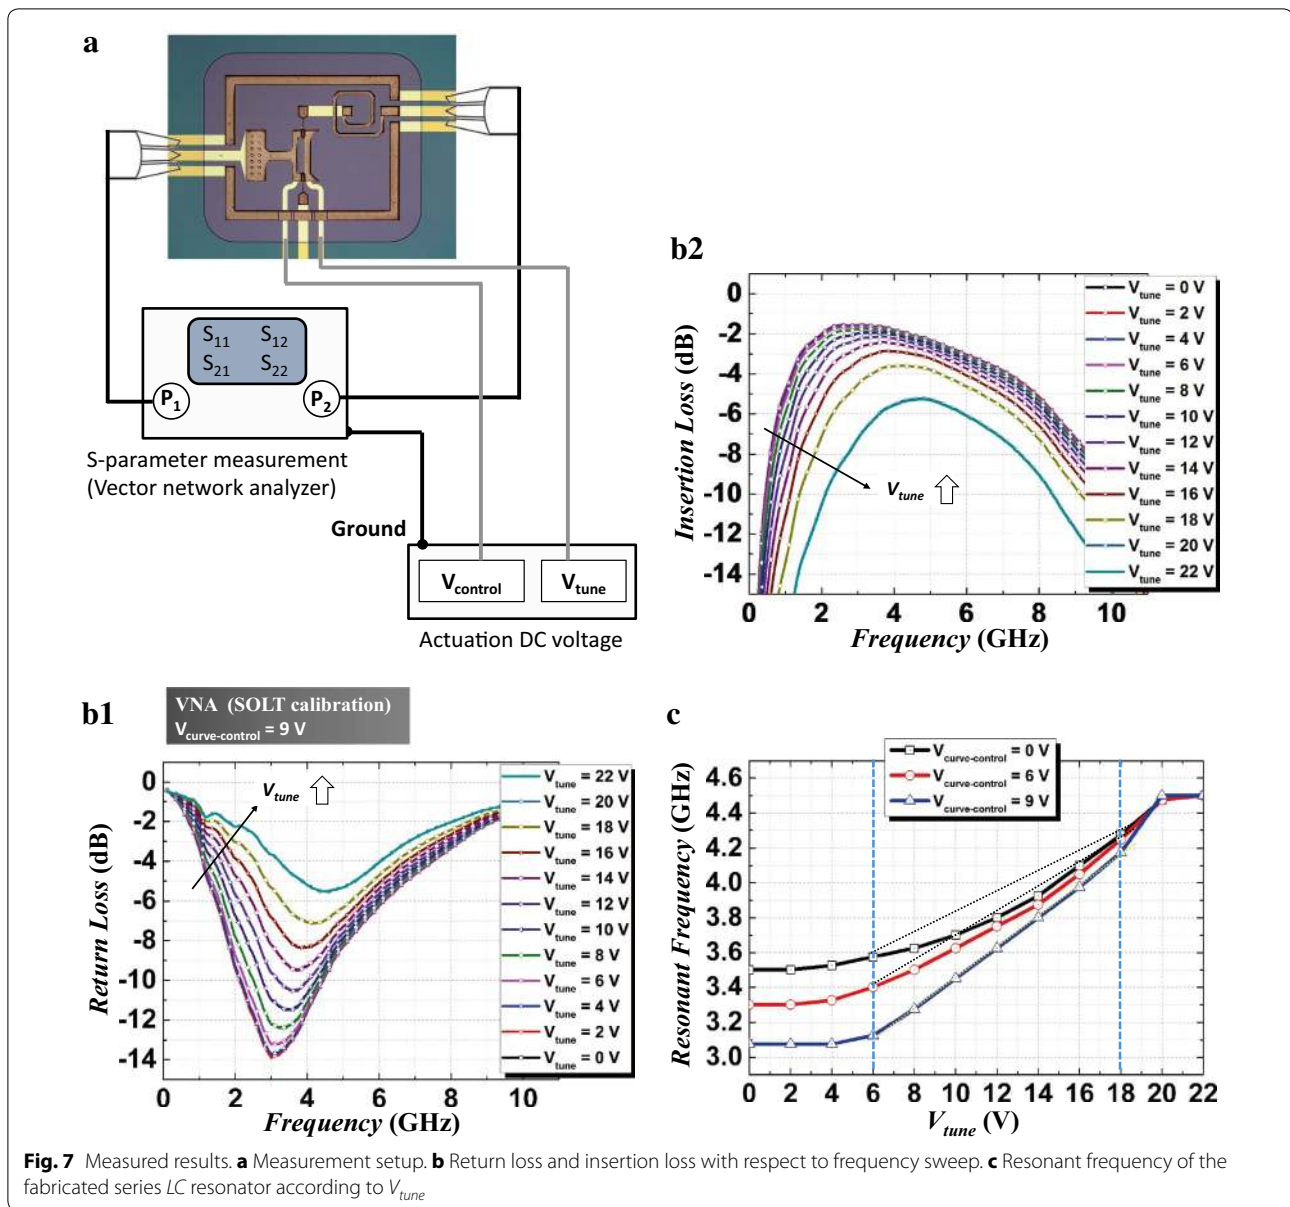 a
S11 S12
S21 S22
P1
P2
S-parameter measurement
(Vector network analyzer)
Ground
Vcontrol
Vtune
Actuation DC voltage
b2
Insertion Loss (dB)
0
-2
-4
-6
-8
-10
-12
-14
0 2 4 6 8 10
Frequency (GHz)
Vtune
Vtune = 0 V
Vtune = 2 V
Vtune = 4 V
Vtune = 6 V
Vtune = 8 V
Vtune = 10 V
Vtune = 12 V
Vtune = 14 V
Vtune = 16 V
Vtune = 18 V
Vtune = 20 V
Vtune = 22 V
b1
VNA (SOLT calibration)
Vcurve-control = 9 V
Return Loss (dB)
0
-2
-4
-6
-8
-10
-12
-14
0 2 4 6 8 10
Frequency (GHz)
Vtune
Vtune = 22 V
Vtune = 20 V
Vtune = 18 V
Vtune = 16 V
Vtune = 14 V
Vtune = 12 V
Vtune = 10 V
Vtune = 8 V
Vtune = 6 V
Vtune = 4 V
Vtune = 2 V
Vtune = 0 V
c
Vcurve-control = 0 V
Vcurve-control = 6 V
Vcurve-control = 9 V
Resonant Frequency (GHz)
4.6
4.4
4.2
4.0
3.8
3.6
3.4
3.2
3.0
0 2 4 6 8 10 12 14 16 18 20 22
Vtune (V)
Fig. 7 Measured results. a Measurement setup. b Return loss and insertion loss with respect to frequency sweep. c Resonant frequency of the
fabricated series LC resonator according to Vtune